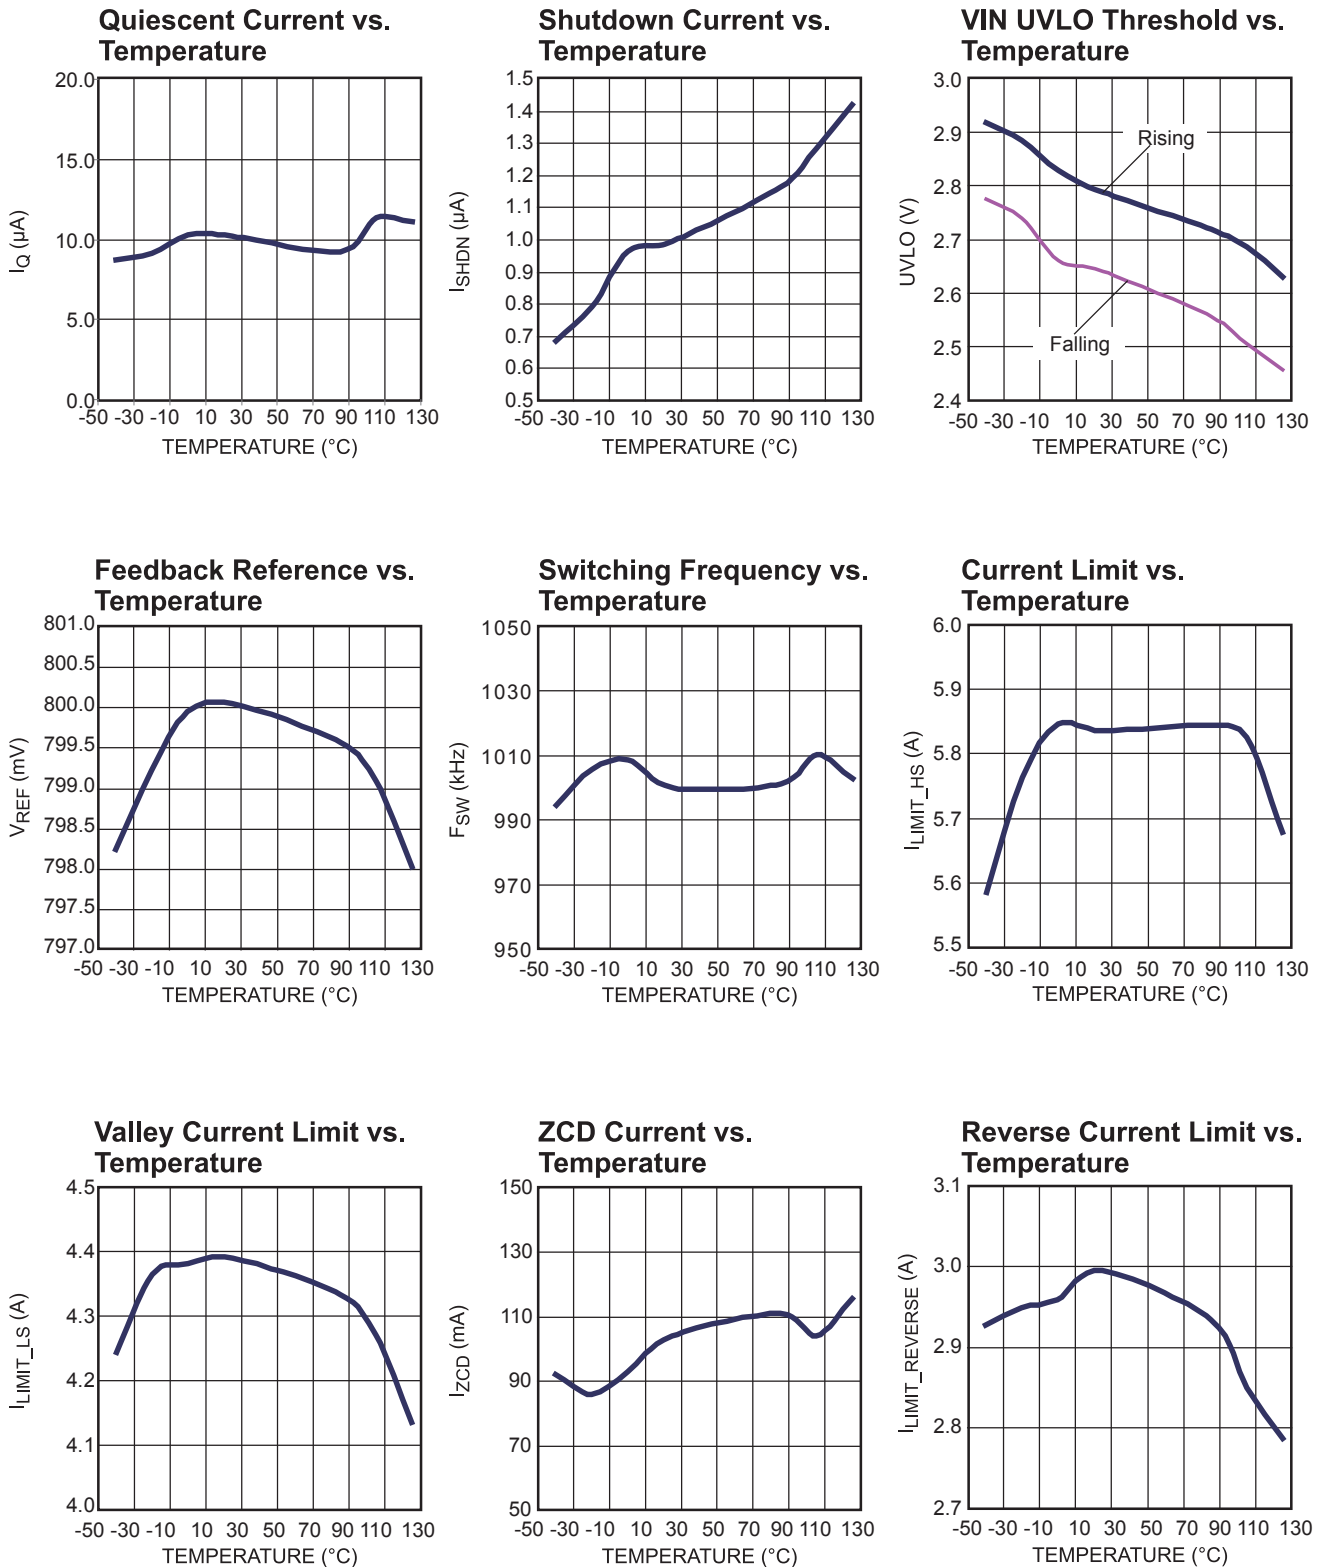 Quiescent Current vs.
Temperature
20.0
15.0
10.0
5.0
0.0
IQ (µA)
-50 -30 -10 10 30 50 70 90 110 130
TEMPERATURE (°C)
Shutdown Current vs.
Temperature
1.5
1.4
1.3
1.2
1.1
1.0
0.9
0.8
0.7
0.6
0.5
ISHDN (µA)
-50 -30 -10 10 30 50 70 90 110 130
TEMPERATURE (°C)
VIN UVLO Threshold vs.
Temperature
3.0
2.9
2.8
2.7
2.6
2.5
2.4
UVLO (V)
Rising
Falling
-50 -30 -10 10 30 50 70 90 110 130
TEMPERATURE (°C)
Feedback Reference vs.
Temperature
801.0
800.5
800.0
799.5
799.0
798.5
798.0
797.5
797.0
VREF (mV)
-50 -30 -10 10 30 50 70 90 110 130
TEMPERATURE (°C)
Switching Frequency vs.
Temperature
1050
1030
1010
990
970
950
FSW (kHz)
-50 -30 -10 10 30 50 70 90 110 130
TEMPERATURE (°C)
Current Limit vs.
Temperature
6.0
5.9
5.8
5.7
5.6
5.5
ILIMIT_HS (A)
-50 -30 -10 10 30 50 70 90 110 130
TEMPERATURE (°C)
Valley Current Limit vs.
Temperature
4.5
4.4
4.3
4.2
4.1
4.0
ILIMIT_LS (A)
-50 -30 -10 10 30 50 70 90 110 130
TEMPERATURE (°C)
ZCD Current vs.
Temperature
150
130
110
90
70
50
IZCD (mA)
-50 -30 -10 10 30 50 70 90 110 130
TEMPERATURE (°C)
Reverse Current Limit vs.
Temperature
3.1
3.0
2.9
2.8
2.7
ILIMIT_REVERSE (A)
-50 -30 -10 10 30 50 70 90 110 130
TEMPERATURE (°C)